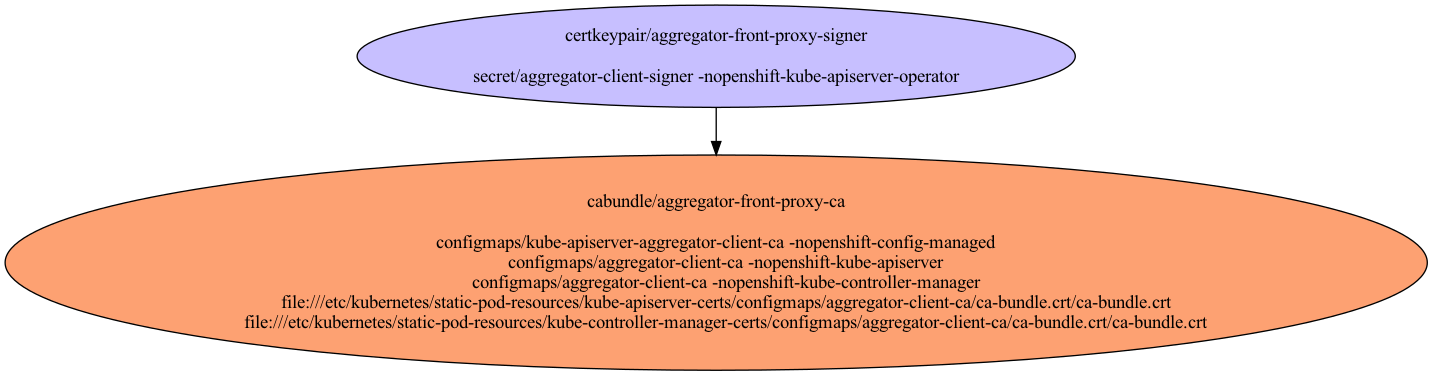 certkeypair/aggregator-front-proxy-signer
secret/aggregator-client-signer -nopenshift-kube-apiserver-operator
cabundle/aggregator-front-proxy-ca
configmaps/kube-apiserver-aggregator-client-ca -nopenshift-config-managed
configmaps/aggregator-client-ca -nopenshift-kube-apiserver
configmaps/aggregator-client-ca -nopenshift-kube-controller-manager
file:///etc/kubernetes/static-pod-resources/kube-apiserver-certs/configmaps/aggregator-client-ca/ca-bundle.crt/ca-bundle.crt
file:///etc/kubernetes/static-pod-resources/kube-controller-manager-certs/configmaps/aggregator-client-ca/ca-bundle.crt/ca-bundle.crt